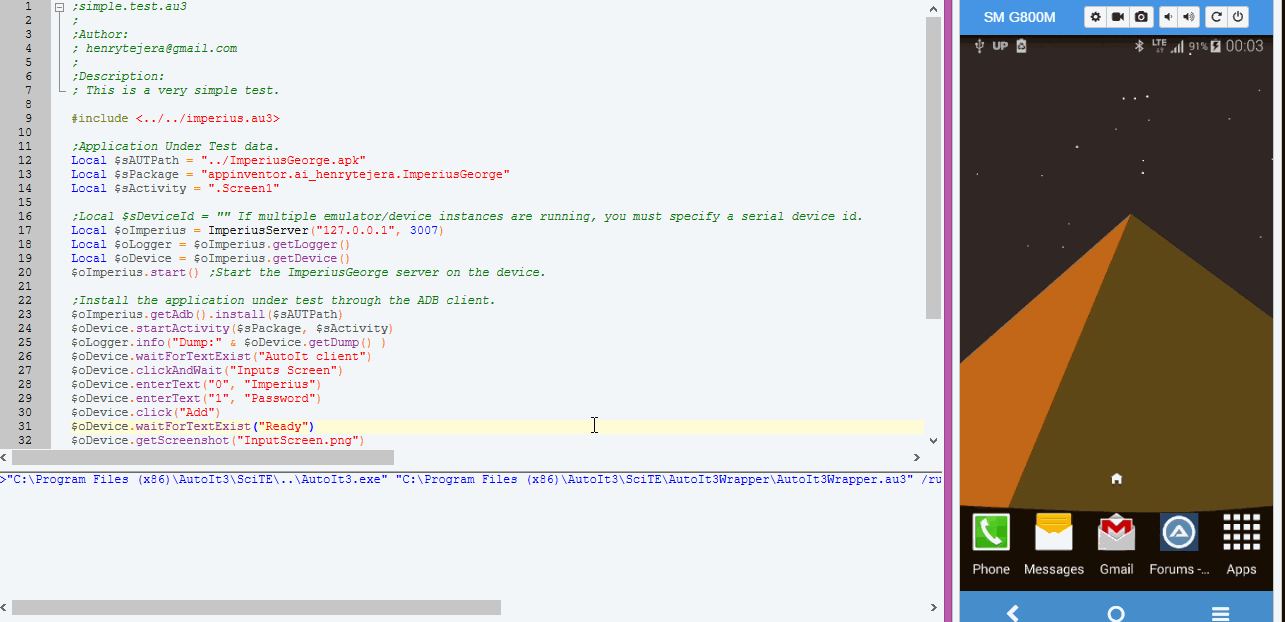 1 ;simple.test.au3
2 ;
3 ;Author:
4 ; henrytejera@gmail.com
5 ;
6 ;Description:
7 ; This is a very simple test.
8
9 #include <../../imperius.au3>
10
11 ;Application Under Test data.
12 Local $sAUTPath = "../ImperiusGeorge.apk"
13 Local $sPackage = "appinventor.ai_henrytejera.ImperiusGeorge"
14 Local $sActivity = ".Screen1"
15
16 ;Local $sDeviceId = "" If multiple emulator/device instances are running, you must specify a serial device id.
17 Local $oImperius = ImperiusServer("127.0.0.1", 3007)
18 Local $oLogger = $oImperius.getLogger()
19 Local $oDevice = $oImperius.getDevice()
20 $oImperius.start() ;Start the ImperiusGeorge server on the device.
21
22 ;Install the application under test through the ADB client.
23 $oImperius.getAdb().install($sAUTPath)
24 $oDevice.startActivity($sPackage, $sActivity)
25 $oLogger.info("Dump:" & $oDevice.getDump() )
26 $oDevice.waitForTextExist("AutoIt client")
27 $oDevice.clickAndWait("Inputs Screen")
28 $oDevice.enterText("0", "Imperius")
29 $oDevice.enterText("1", "Password")
30 $oDevice.click("Add")
31 $oDevice.waitForTextExist("Ready")
32 $oDevice.getScreenshot("InputScreen.png")
>"C:\Program Files (x86)\AutoIt3\SciTE\..\AutoIt3.exe" "C:\Program Files (x86)\AutoIt3\SciTE\AutoIt3Wrapper\AutoIt3Wrapper.au3" /ru
SM G800M
UP LTE 91% 00:03
Phone Messages Gmail Forums -... Apps